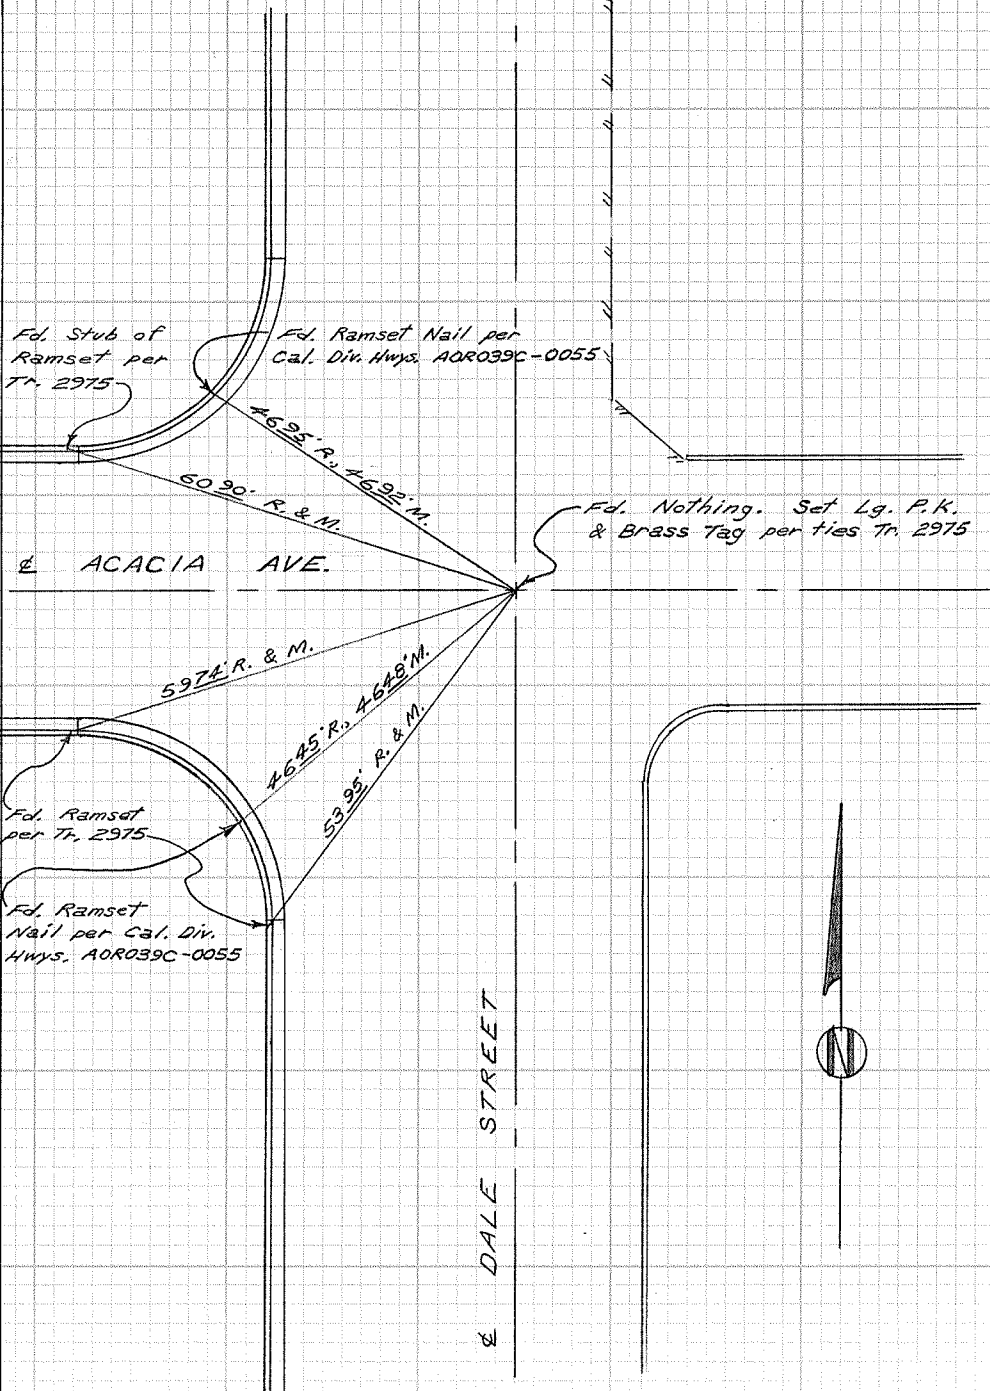 Fd. Stub of
Ramset per
Tr. 2975
Fd. Ramset Nail per
Cal. Div. Hwys. AOR039C-0055
46.95' R., 46.92' M.
60.90' R. & M.
Fd. Nothing. Set Lg. P.K.
& Brass Tag per ties Tr. 2975
℄ ACACIA AVE.
59.74' R. & M.
46.45' R., 46.48' M.
53.95' R. & M.
Fd. Ramset
per Tr. 2975
Fd. Ramset
Nail per Cal. Div.
Hwys. AOR039C-0055
℄ DALE STREET
N